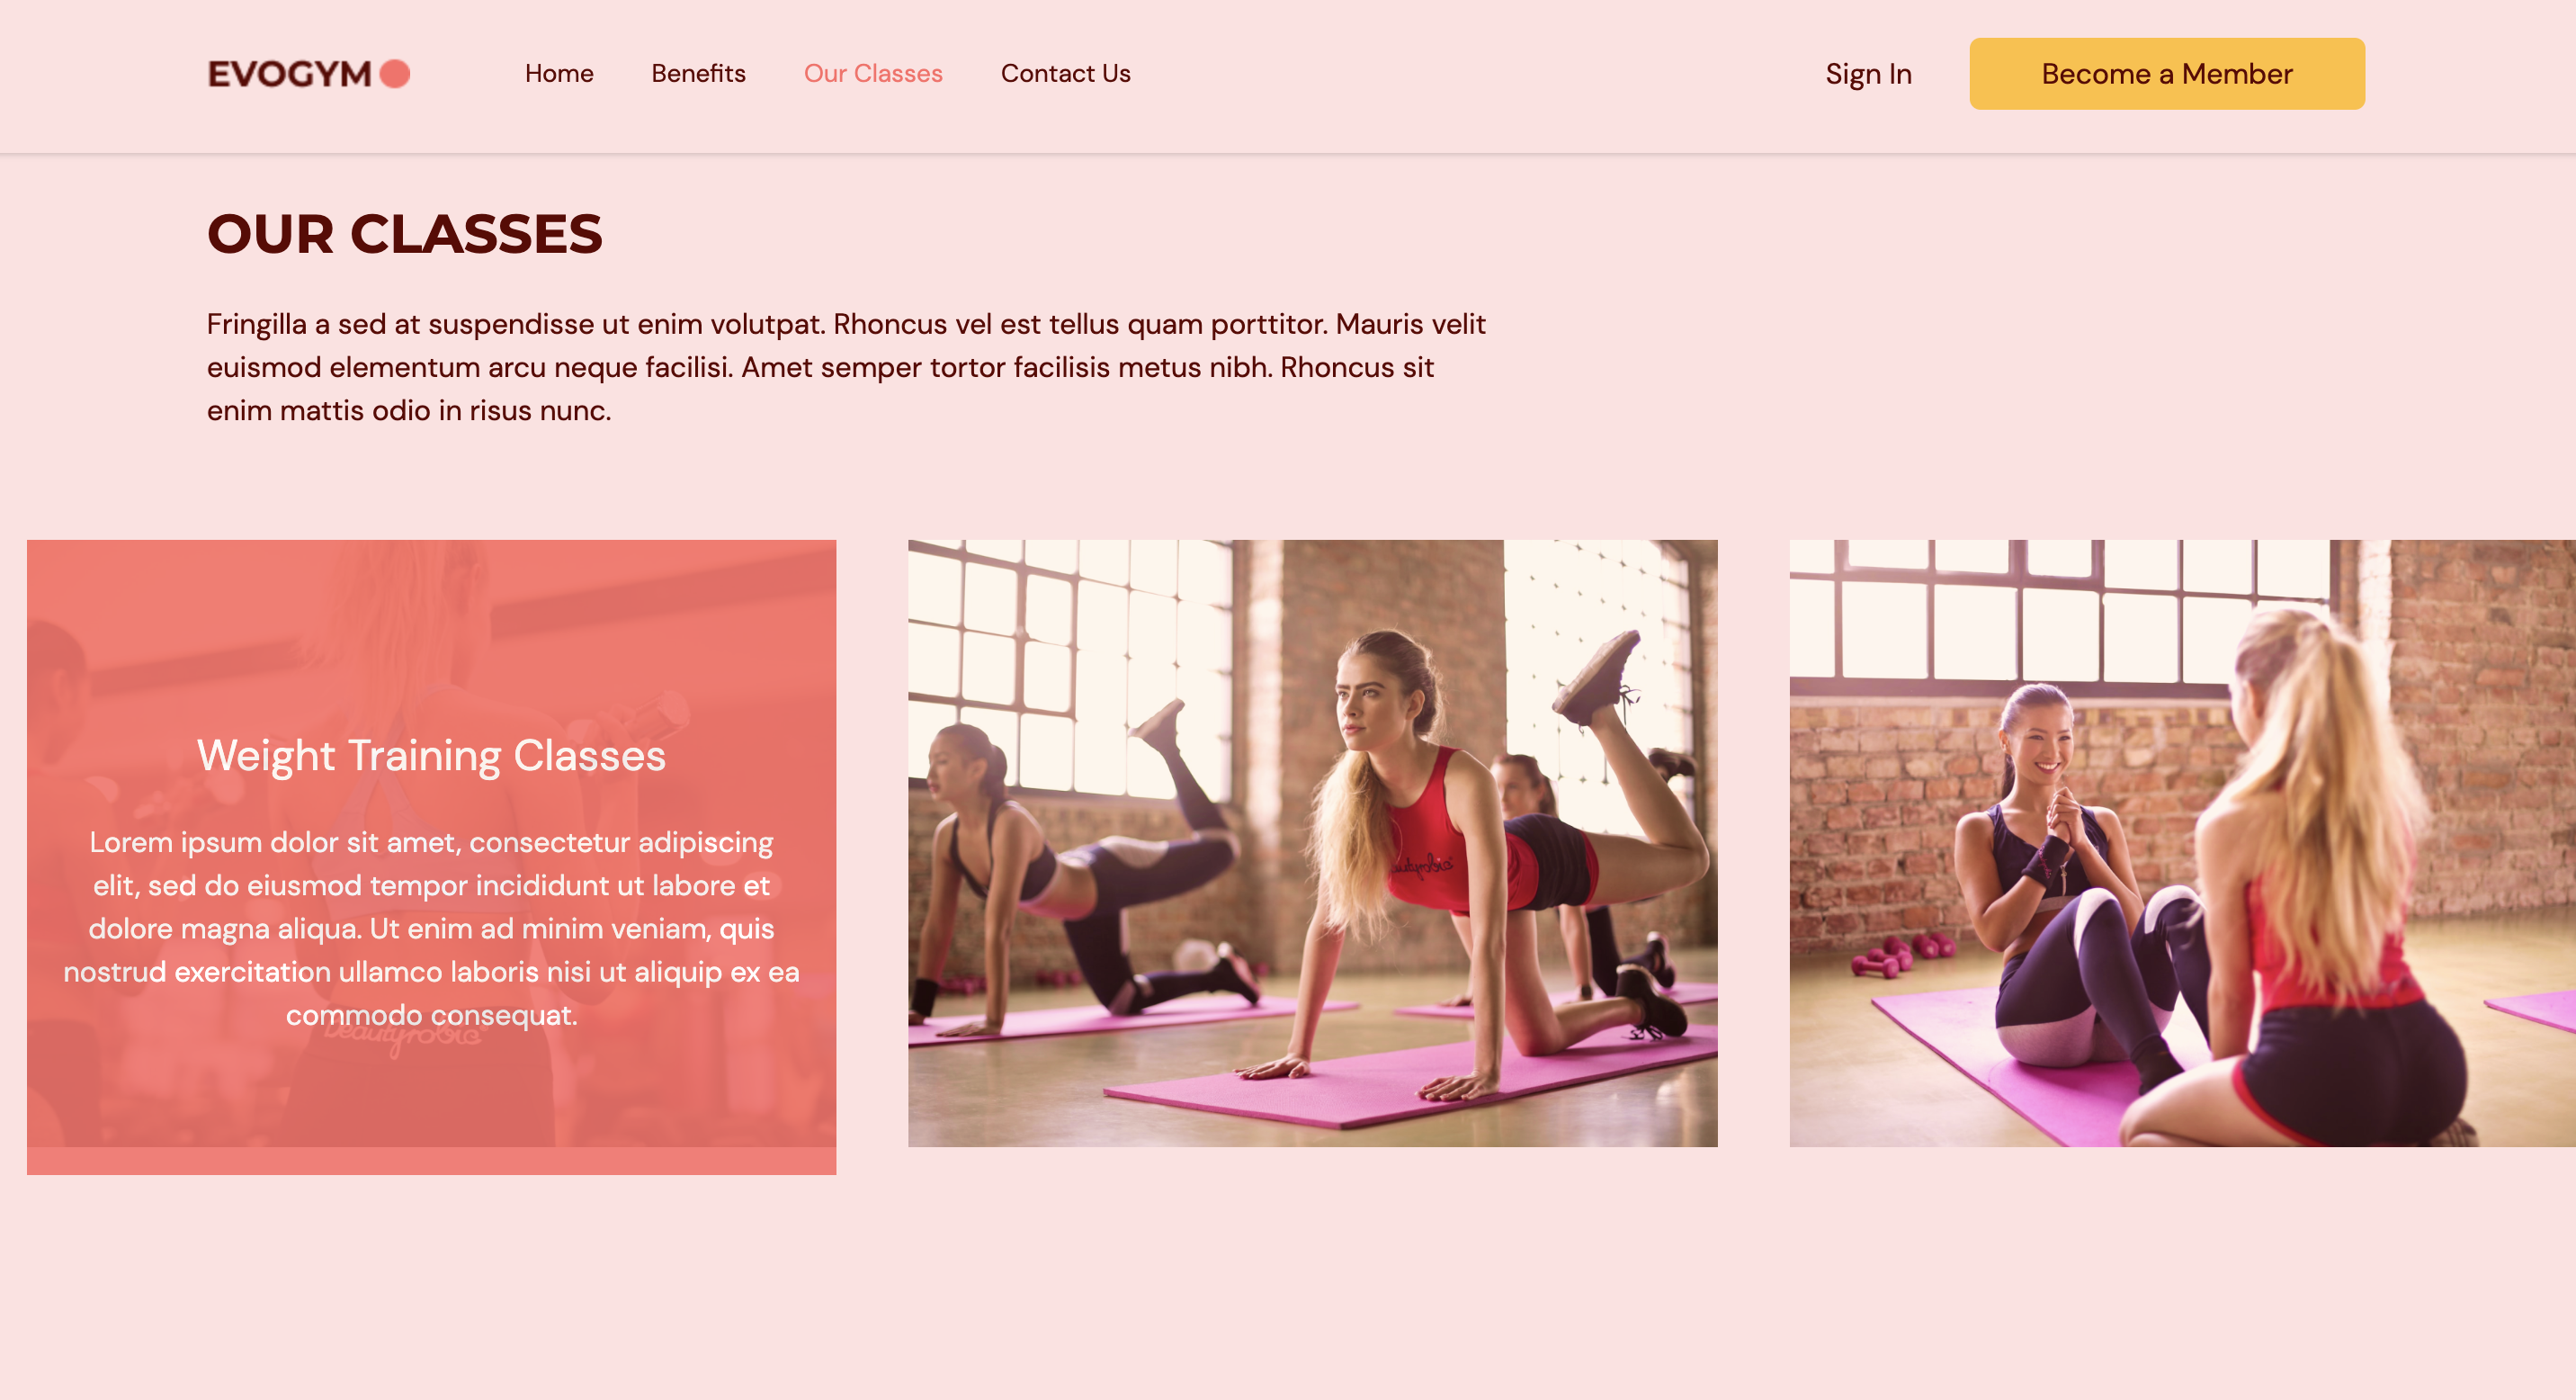 EVOGYM
Home
Benefits
Our Classes
Contact Us
Sign In
Become a Member
OUR CLASSES
Fringilla a sed at suspendisse ut enim volutpat. Rhoncus vel est tellus quam porttitor. Mauris velit
euismod elementum arcu neque facilisi. Amet semper tortor facilisis metus nibh. Rhoncus sit
enim mattis odio in risus nunc.
Weight Training Classes
Lorem ipsum dolor sit amet, consectetur adipiscing
elit, sed do eiusmod tempor incididunt ut labore et
dolore magna aliqua. Ut enim ad minim veniam, quis
nostrud exercitation ullamco laboris nisi ut aliquip ex ea
commodo consequat.
beautyrobic